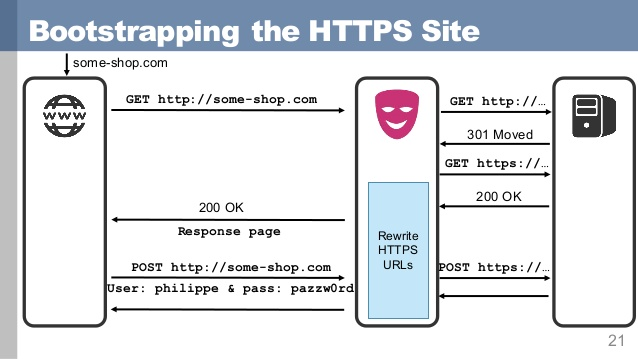 Bootstrapping the HTTPS Site
some-shop.com
WWW
GET http://some-shop.com
GET http://…
301 Moved
GET https://…
200 OK
200 OK
Response page
Rewrite
HTTPS
URLs
POST http://some-shop.com
POST https://…
User: philippe & pass: pazzw0rd
21